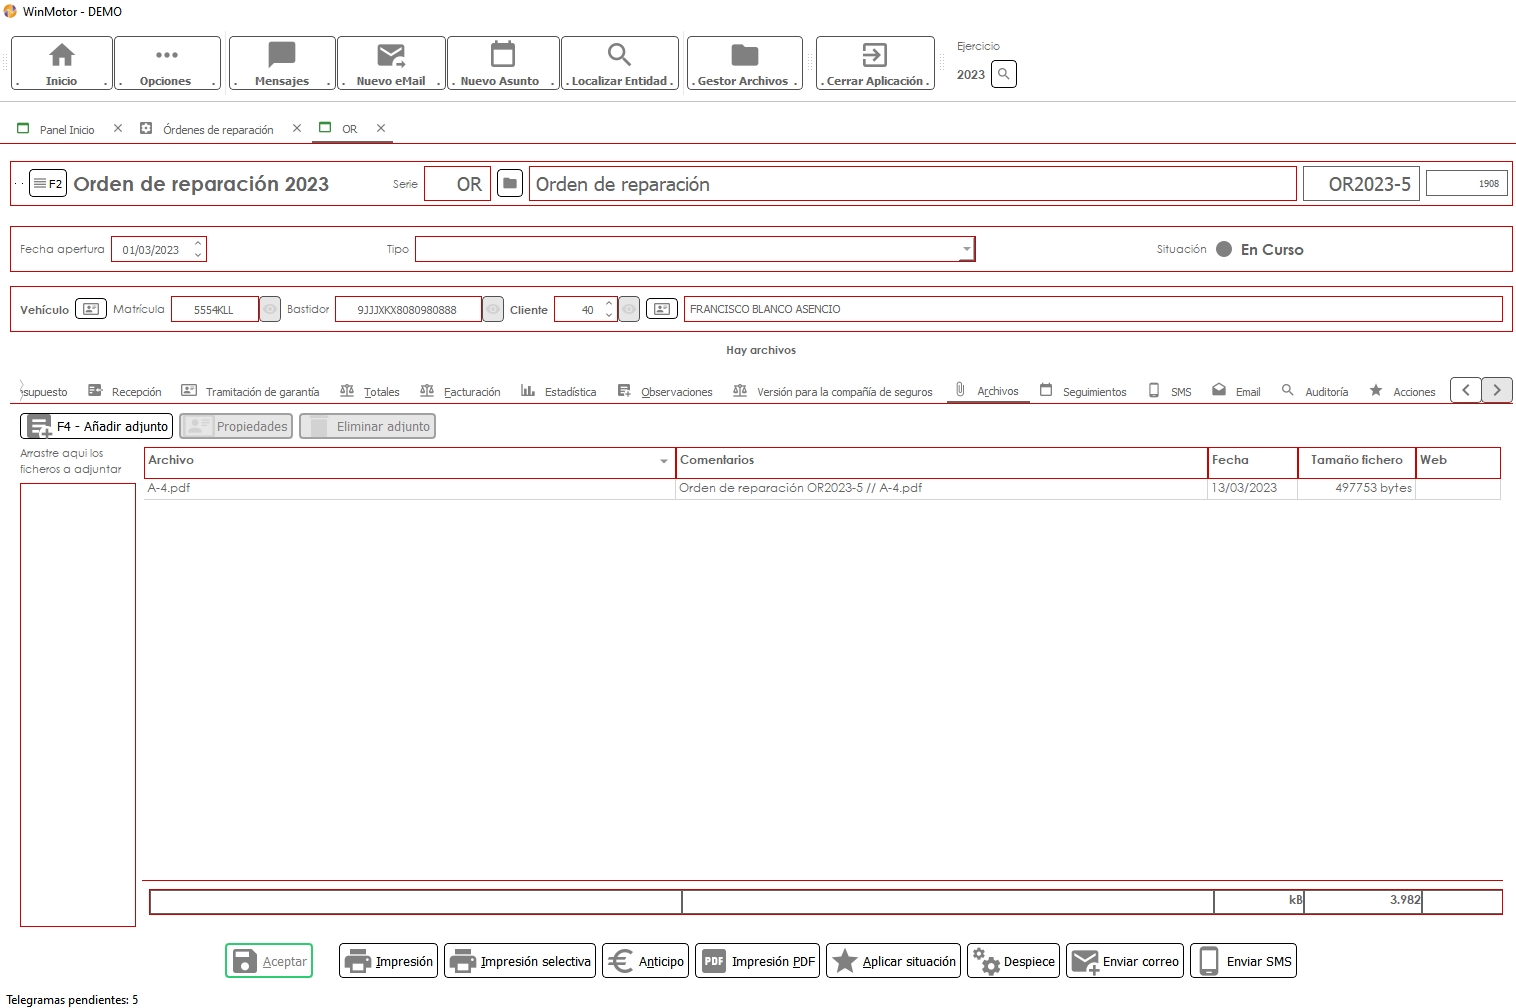 WinMotor - DEMO
Inicio
Opciones
Mensajes
Nuevo eMail
Nuevo Asunto
Localizar Entidad
Gestor Archivos
Cerrar Aplicación
Ejercicio
2023
Panel Inicio
Órdenes de reparación
OR
F2
Orden de reparación 2023
Serie
OR
Orden de reparación
OR2023-5
1908
Fecha apertura
01/03/2023
Tipo
Situación
En Curso
Vehículo
Matrícula
5554KLL
Bastidor
9JJJXKX8080980888
Cliente
40
FRANCISCO BLANCO ASENCIO
Hay archivos
supuesto
Recepción
Tramitación de garantía
Totales
Facturación
Estadística
Observaciones
Versión para la compañía de seguros
Archivos
Seguimientos
SMS
Email
Auditoría
Acciones
F4 - Añadir adjunto
Propiedades
Eliminar adjunto
Arrastre aqui los
ficheros a adjuntar
Archivo
Comentarios
Fecha
Tamaño fichero
Web
A-4.pdf
Orden de reparación OR2023-5 // A-4.pdf
13/03/2023
497753 bytes
kB
3.982
Aceptar
Impresión
Impresión selectiva
Anticipo
PDF
Impresión PDF
Aplicar situación
Despiece
Enviar correo
Enviar SMS
Telegramas pendientes: 5